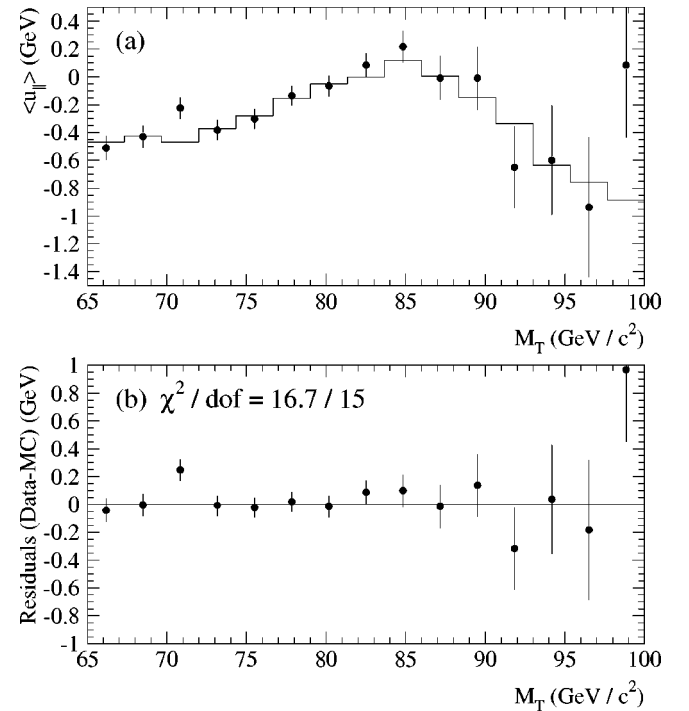 <u||> (GeV)
(a)
0.4
0.2
0
-0.2
-0.4
-0.6
-0.8
-1
-1.2
-1.4
65 70 75 80 85 90 95 100
M_T (GeV / c²)
Residuals (Data-MC) (GeV)
(b) χ² / dof = 16.7 / 15
1
0.8
0.6
0.4
0.2
0
-0.2
-0.4
-0.6
-0.8
-1
65 70 75 80 85 90 95 100
M_T (GeV / c²)